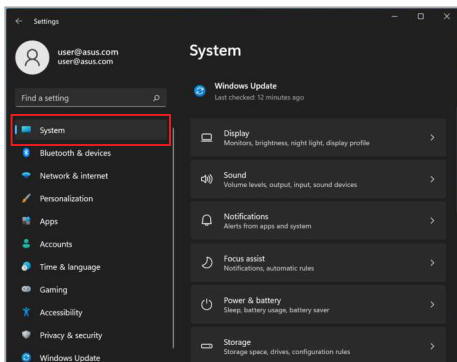 Settings
user@asus.com
user@asus.com
Find a setting
System
Bluetooth & devices
Network & internet
Personalization
Apps
Accounts
Time & language
Gaming
Accessibility
Privacy & security
Windows Update
System
Windows Update
Last checked: 12 minutes ago
Display
Monitors, brightness, night light, display profile
Sound
Volume levels, output, input, sound devices
Notifications
Alerts from apps and system
Focus assist
Notifications, automatic rules
Power & battery
Sleep, battery usage, battery saver
Storage
Storage space, drives, configuration rules